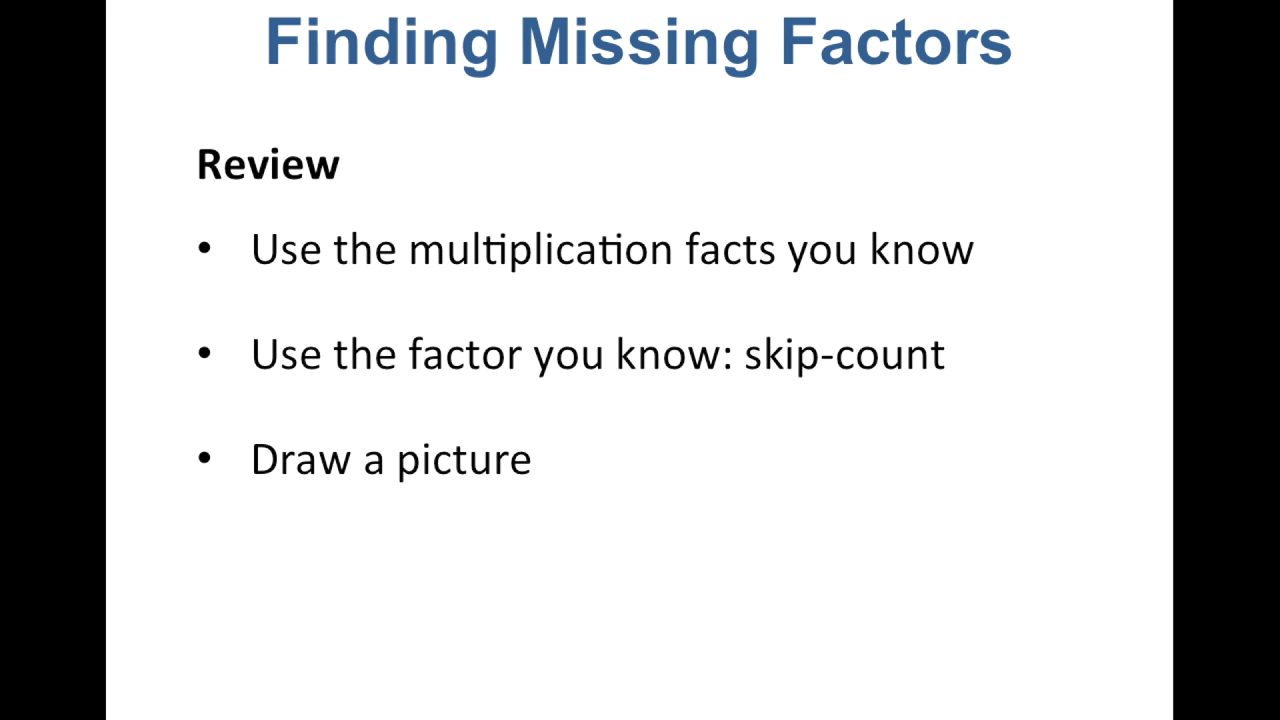 Finding Missing Factors
Review
• Use the multiplication facts you know
• Use the factor you know: skip-count
• Draw a picture